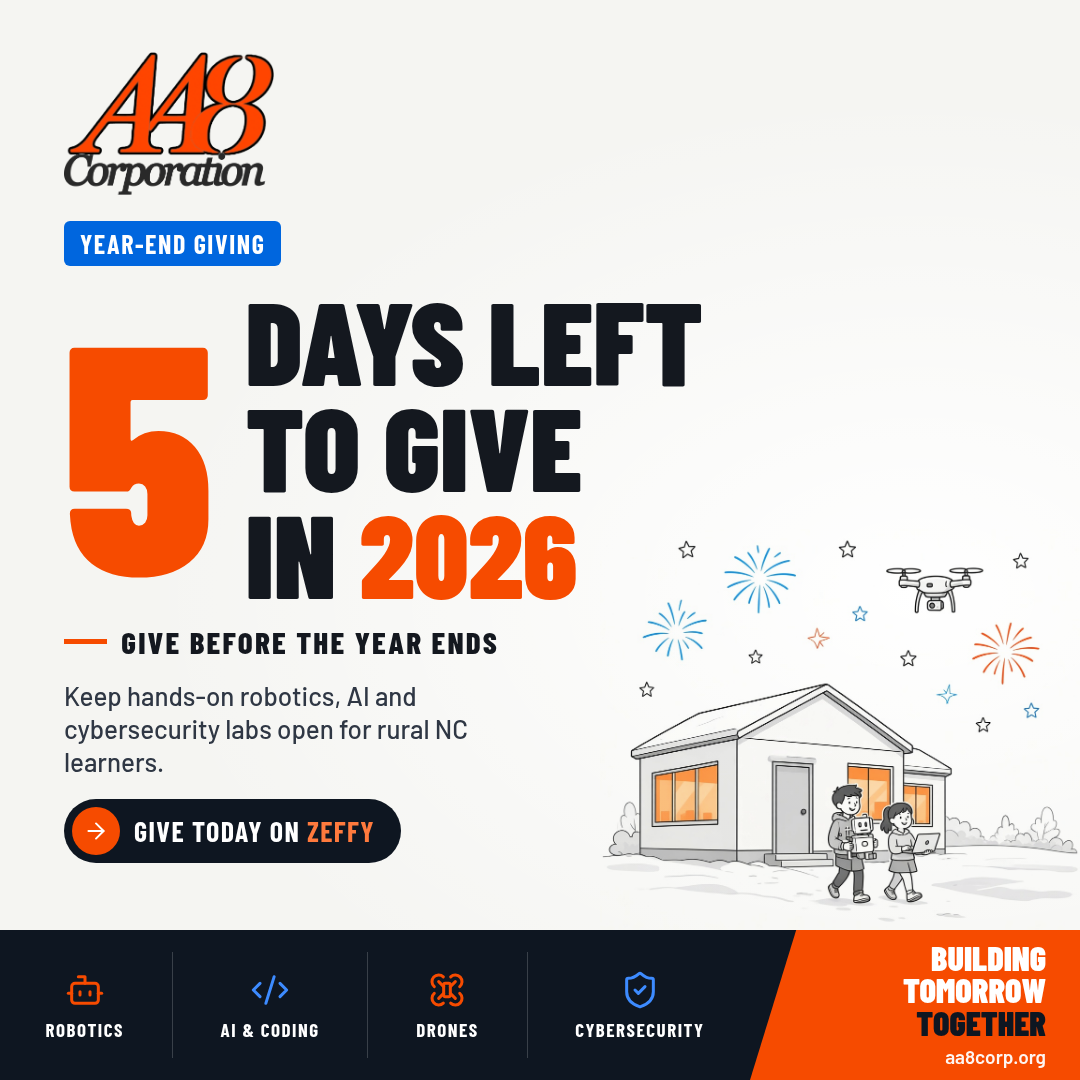 AA8
Corporation
YEAR-END GIVING
5
DAYS LEFT
TO GIVE
IN 2026
GIVE BEFORE THE YEAR ENDS
Keep hands-on robotics, AI and
cybersecurity labs open for rural NC
learners.
GIVE TODAY ON ZEFFY
ROBOTICS
AI & CODING
DRONES
CYBERSECURITY
BUILDING
TOMORROW
TOGETHER
aa8corp.org